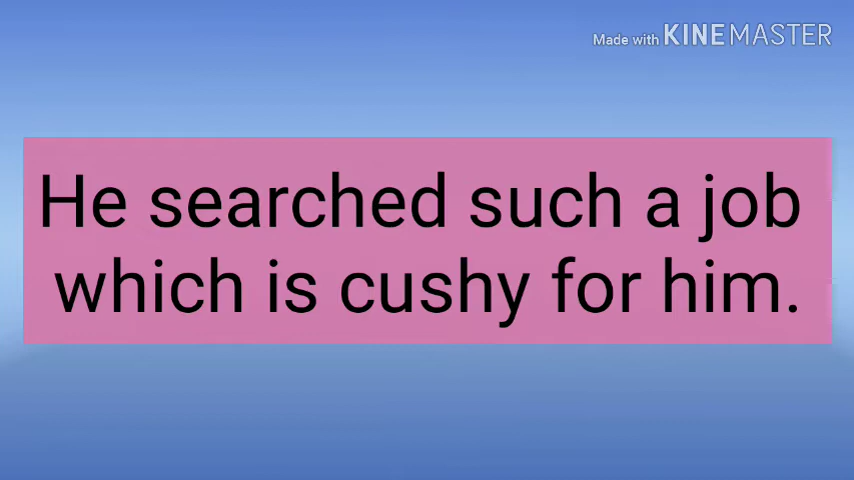 Made with KINEMASTER
He searched such a job
which is cushy for him.